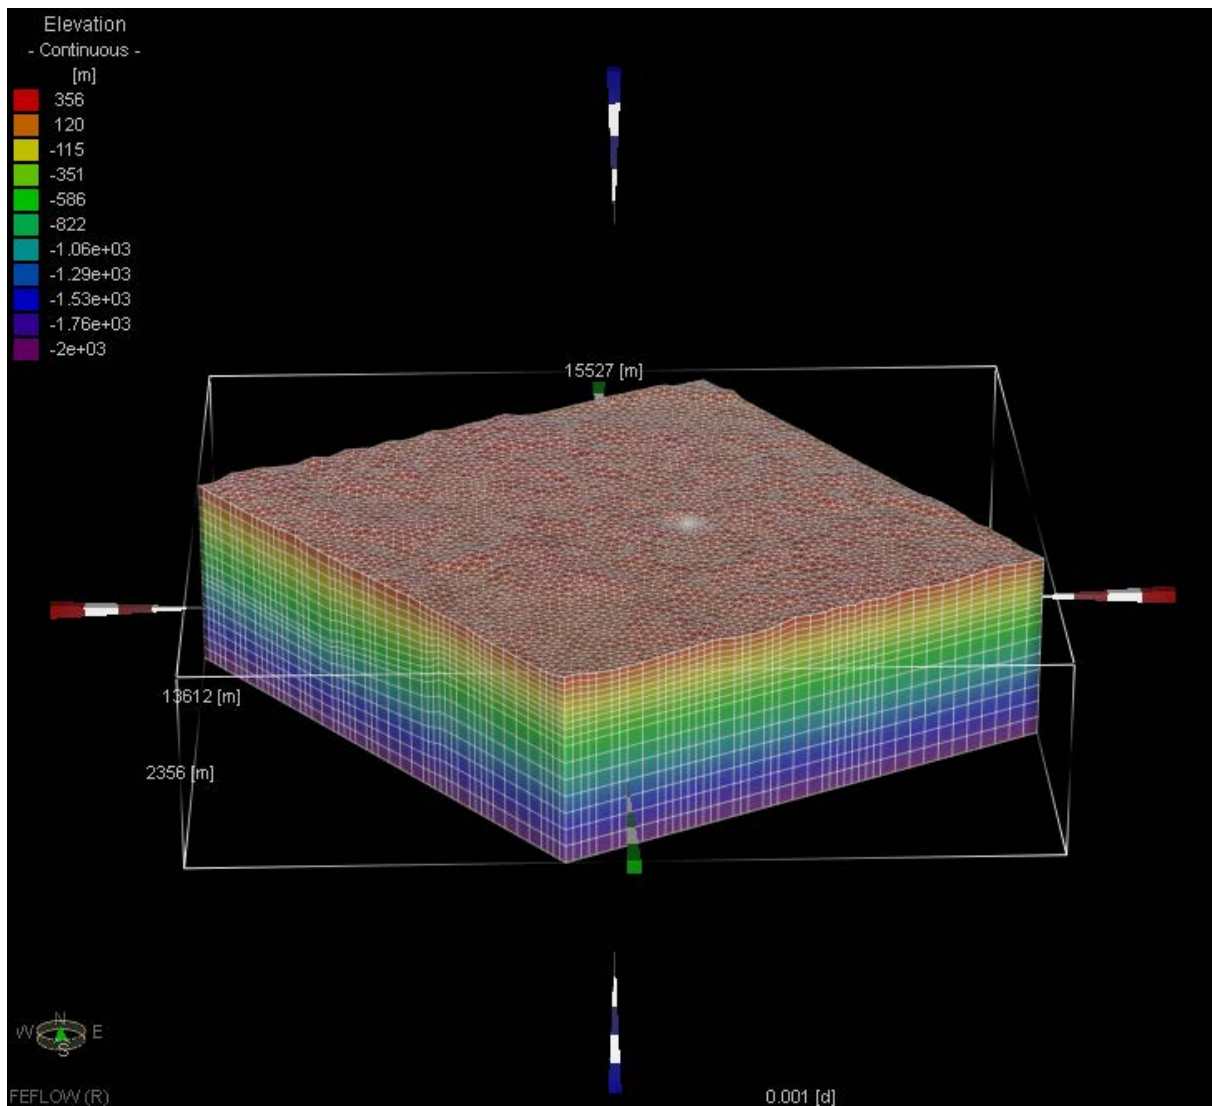 Elevation
- Continuous -
[m]
356
120
-115
-351
-586
-822
-1.06e+03
-1.29e+03
-1.53e+03
-1.76e+03
-2e+03
15527 [m]
13612 [m]
2356 [m]
N
W E
S
FEFLOW (R)
0.001 [d]